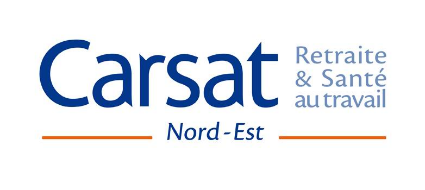 Carsat
Retraite
& Santé
au travail
Nord-Est